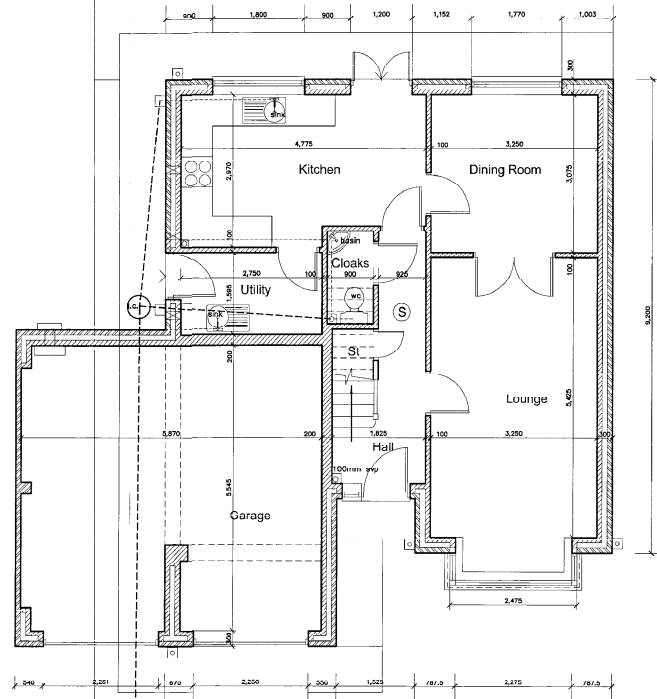 900 1,800 900 1,200 1,152 1,770 1,003
300
sink
4,775 100 3,250
Kitchen Dining Room
2,970 3,075
100
basin
Cloaks
2,750 100 900 925 100
Utility
1,595
wc
i.c. sink S
9,200
200 St
Lounge
5,425
5,870 200 1,825 100 3,250 300
Hall
100mm svp
5,545
Garage
2,475
300
540 670 2,250 550 1,525 787.5 2,275 787.5